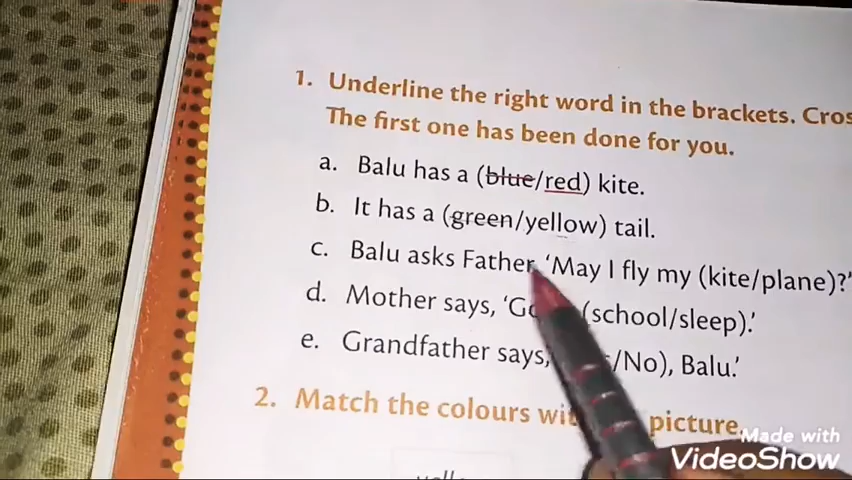 1. Underline the right word in the brackets. Cros
The first one has been done for you.
a. Balu has a (blue/red) kite.
b. It has a (green/yellow) tail.
c. Balu asks Father 'May I fly my (kite/plane)?'
d. Mother says, 'Go (school/sleep).'
e. Grandfather says, /No), Balu.'
2. Match the colours picture.
Made with
VideoShow